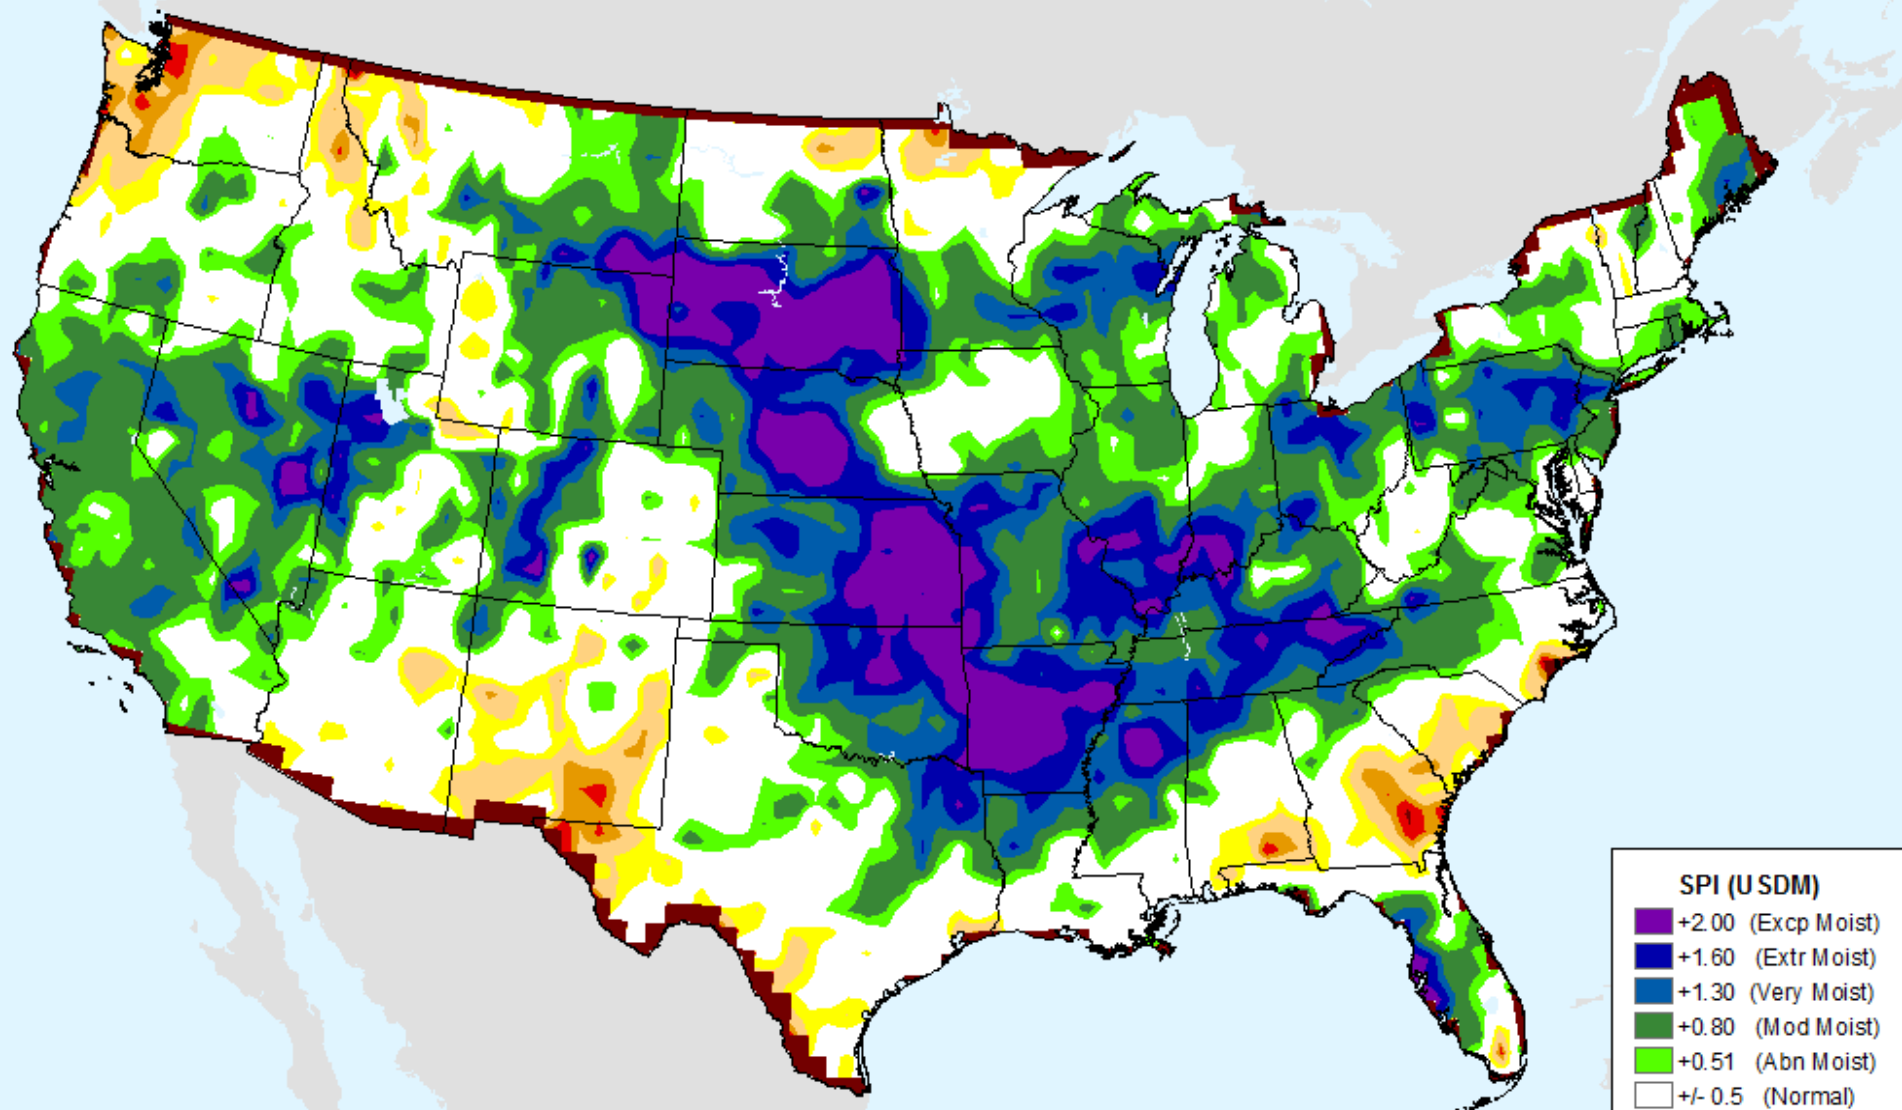 SPI (USDM)
+2.00 (Excp Moist)
+1.60 (Extr Moist)
+1.30 (Very Moist)
+0.80 (Mod Moist)
+0.51 (Abn Moist)
+/- 0.5 (Normal)